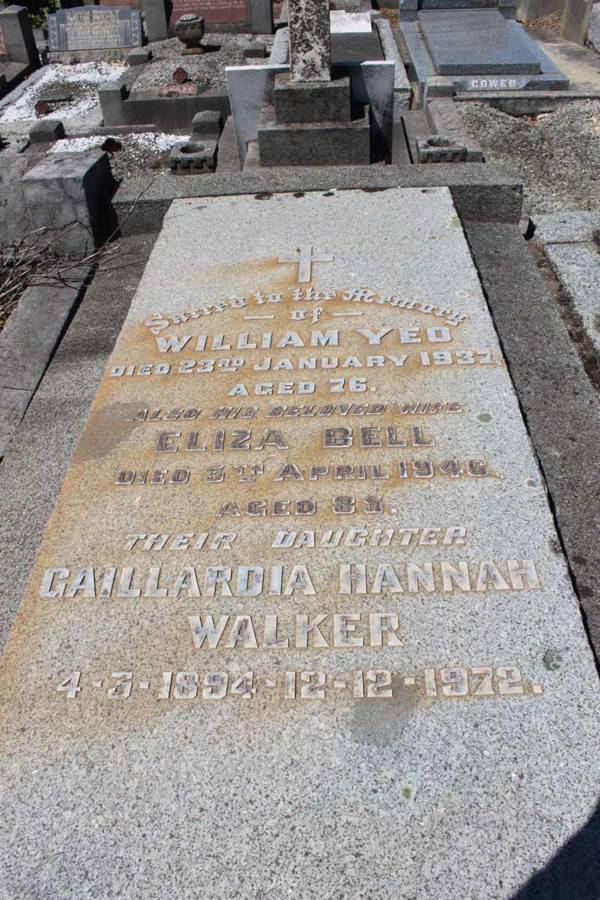 GOWER
Sacred to the Memory
— of —
WILLIAM YEO
DIED 23RD JANUARY 1937.
AGED 76.
ALSO HIS BELOVED WIFE
ELIZA BELL
DIED 5TH APRIL 1946.
AGED 85.
THEIR DAUGHTER
GAILLARDIA HANNAH
WALKER
4-3-1894-12-12-1972.